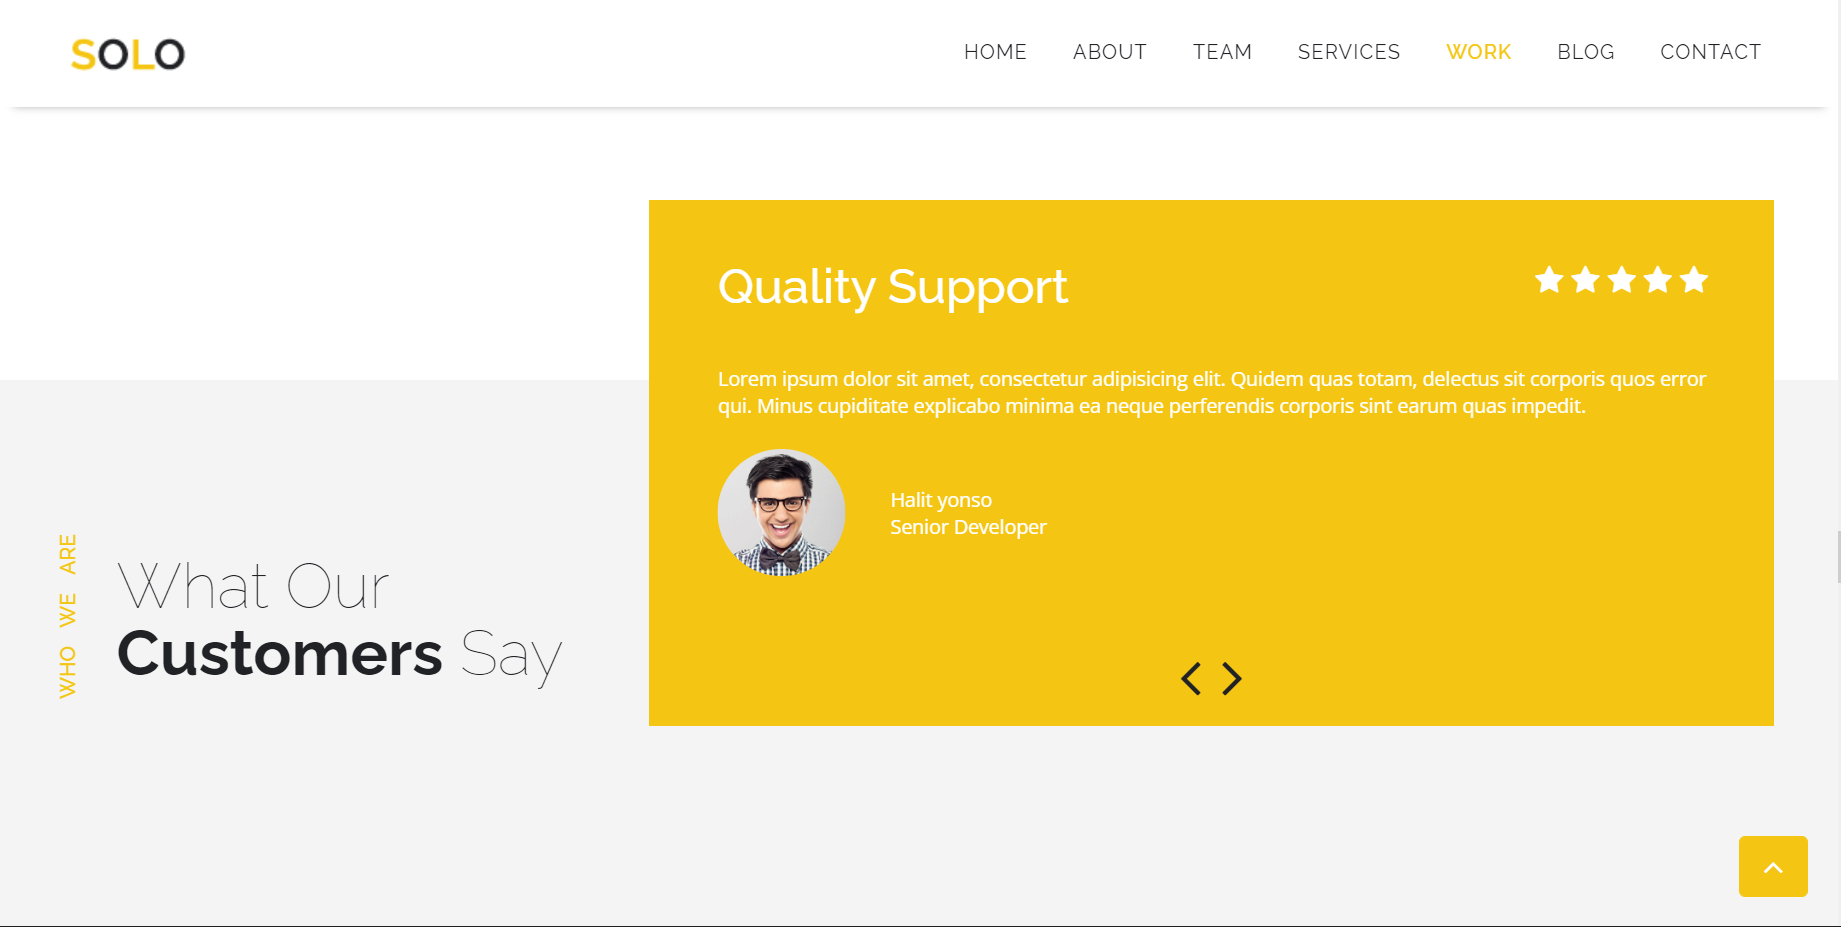 SOLO
HOME ABOUT TEAM SERVICES WORK BLOG CONTACT
Quality Support
Lorem ipsum dolor sit amet, consectetur adipisicing elit. Quidem quas totam, delectus sit corporis quos error
qui. Minus cupiditate explicabo minima ea neque perferendis corporis sint earum quas impedit.
Halit yonso
Senior Developer
WHO WE ARE
What Our
Customers Say